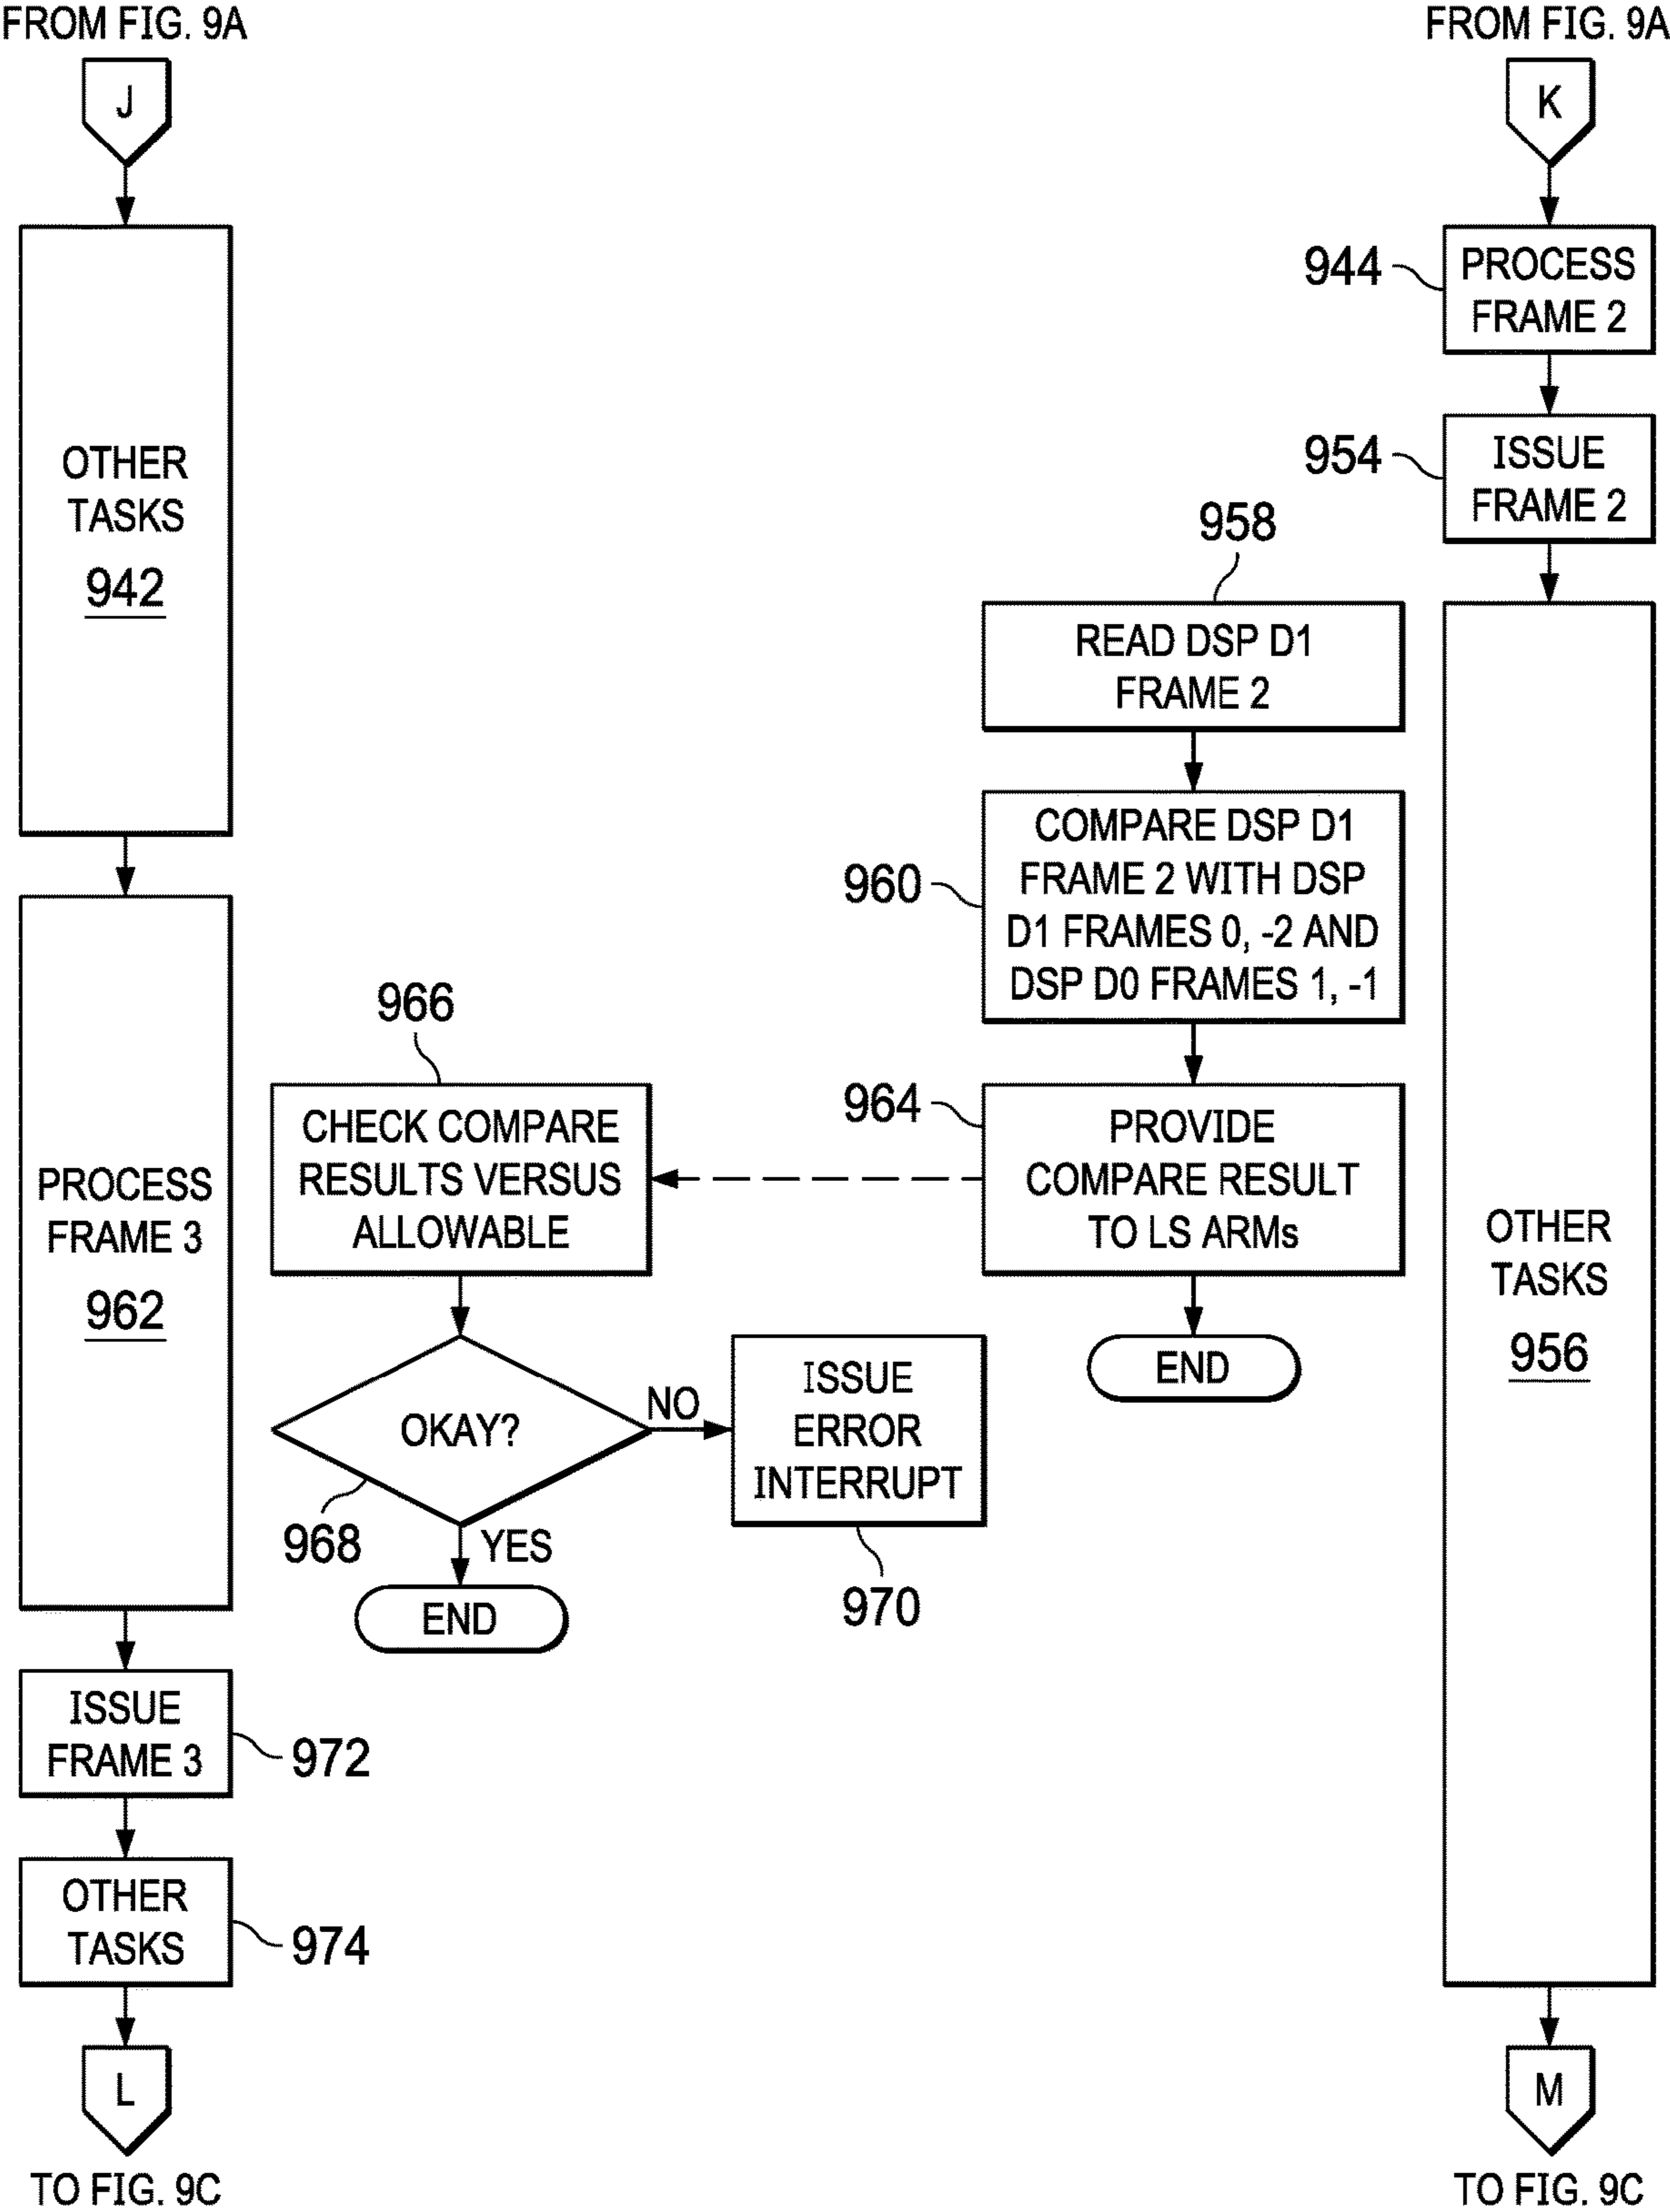 FROM FIG. 9A
J
OTHER
TASKS
942
PROCESS
FRAME 3
962
ISSUE
FRAME 3
972
OTHER
TASKS
974
L
TO FIG. 9C
966
CHECK COMPARE
RESULTS VERSUS
ALLOWABLE
OKAY?
968
NO
YES
END
ISSUE
ERROR
INTERRUPT
970
958
READ DSP D1
FRAME 2
960
COMPARE DSP D1
FRAME 2 WITH DSP
D1 FRAMES 0, -2 AND
DSP D0 FRAMES 1, -1
964
PROVIDE
COMPARE RESULT
TO LS ARMs
END
FROM FIG. 9A
K
944
PROCESS
FRAME 2
954
ISSUE
FRAME 2
OTHER
TASKS
956
M
TO FIG. 9C